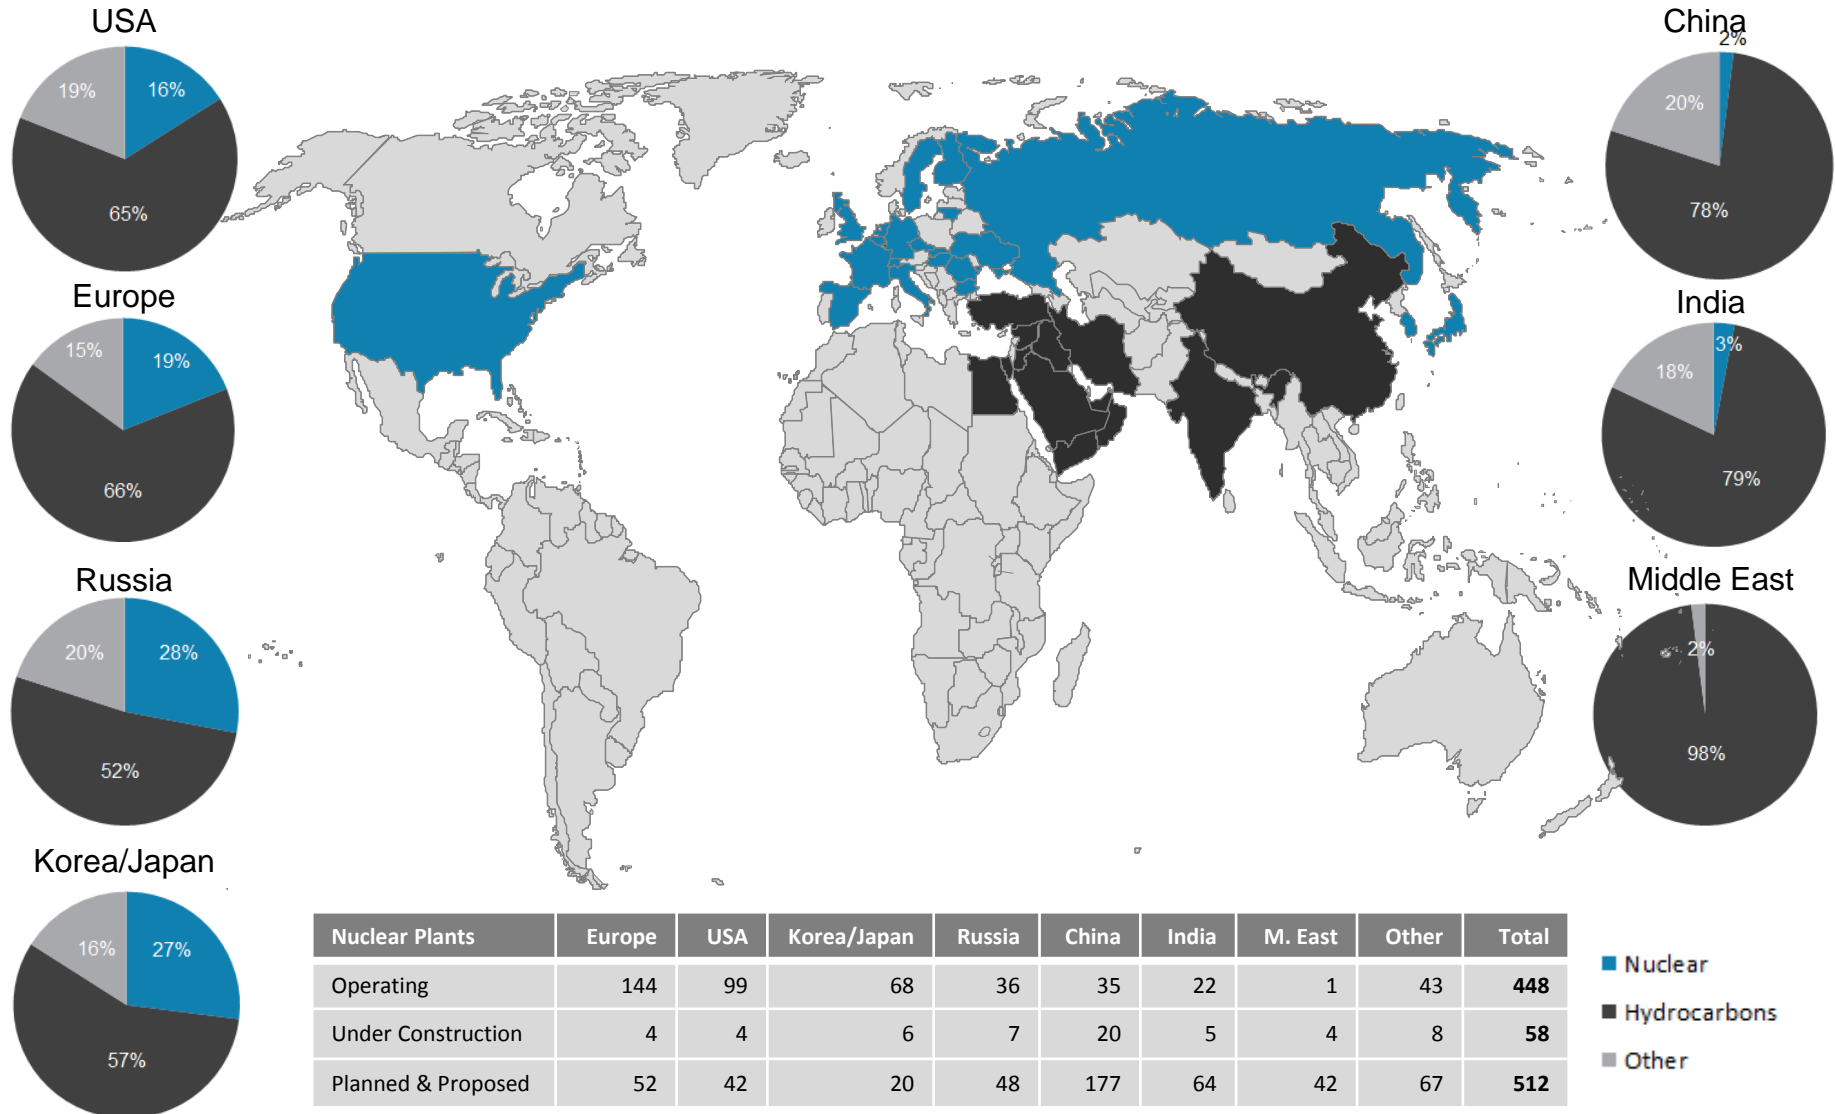 USA
19%
16%
65%
Europe
15%
19%
66%
Russia
20%
28%
52%
Korea/Japan
16%
27%
57%
China
2%
20%
78%
India
3%
18%
79%
Middle East
2%
98%
Nuclear Plants Europe USA Korea/Japan Russia China India M. East Other Total
Operating 144 99 68 36 35 22 1 43 448
Under Construction 4 4 6 7 20 5 4 8 58
Planned & Proposed 52 42 20 48 177 64 42 67 512
Nuclear
Hydrocarbons
Other